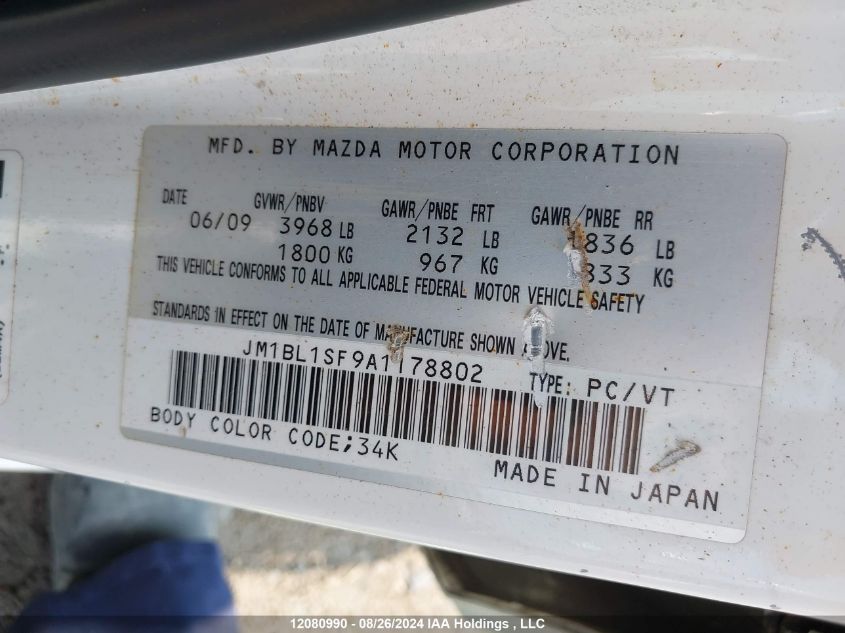 MFD. BY MAZDA MOTOR CORPORATION
DATE GVWR/PNBV GAWR/PNBE FRT GAWR/PNBE RR
06/09 3968 LB 2132 LB 836 LB
1800 KG 967 KG 833 KG
THIS VEHICLE CONFORMS TO ALL APPLICABLE FEDERAL MOTOR VEHICLE SAFETY
STANDARDS IN EFFECT ON THE DATE OF MANUFACTURE SHOWN ABOVE.
JM1BL1SF9A1178802 TYPE: PC/VT
BODY COLOR CODE;34K
MADE IN JAPAN
12080990 - 08/26/2024 IAA Holdings , LLC